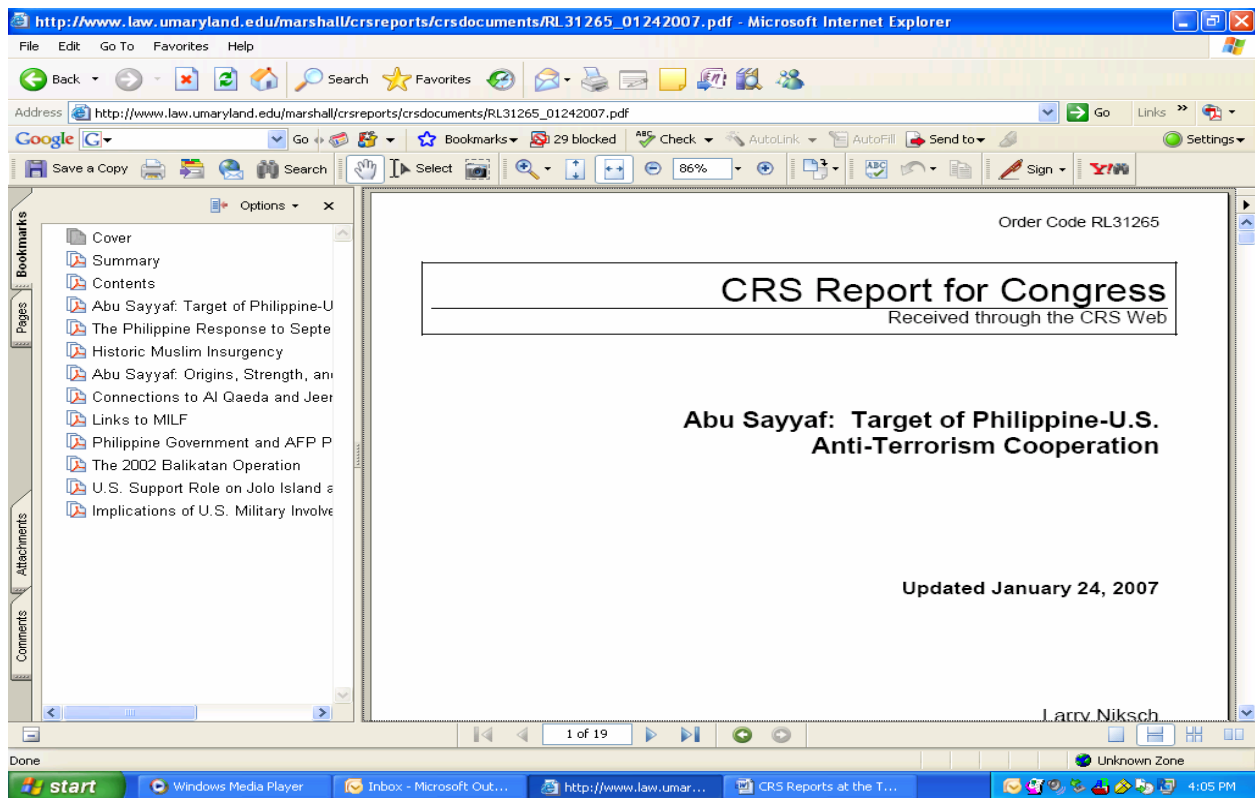 http://www.law.umaryland.edu/marshall/crsreports/crsdocuments/RL31265_01242007.pdf - Microsoft Internet Explorer
File Edit Go To Favorites Help
Back Search Favorites
Address http://www.law.umaryland.edu/marshall/crsreports/crsdocuments/RL31265_01242007.pdf Go Links »
Google G Go Bookmarks 29 blocked ABC Check AutoLink AutoFill Send to Settings
Save a Copy Search Select 86% ABC Sign Y!
Options x
Bookmarks
Pages
Attachments
Comments
Cover
Summary
Contents
Abu Sayyaf: Target of Philippine-U
The Philippine Response to Septe
Historic Muslim Insurgency
Abu Sayyaf: Origins, Strength, an
Connections to Al Qaeda and Jeer
Links to MILF
Philippine Government and AFP P
The 2002 Balikatan Operation
U.S. Support Role on Jolo Island a
Implications of U.S. Military Involve
Order Code RL31265
CRS Report for Congress
Received through the CRS Web
Abu Sayyaf: Target of Philippine-U.S.
Anti-Terrorism Cooperation
Updated January 24, 2007
Larry Niksch
1 of 19
Done Unknown Zone
start Windows Media Player Inbox - Microsoft Out... http://www.law.umar... CRS Reports at the T... 4:05 PM